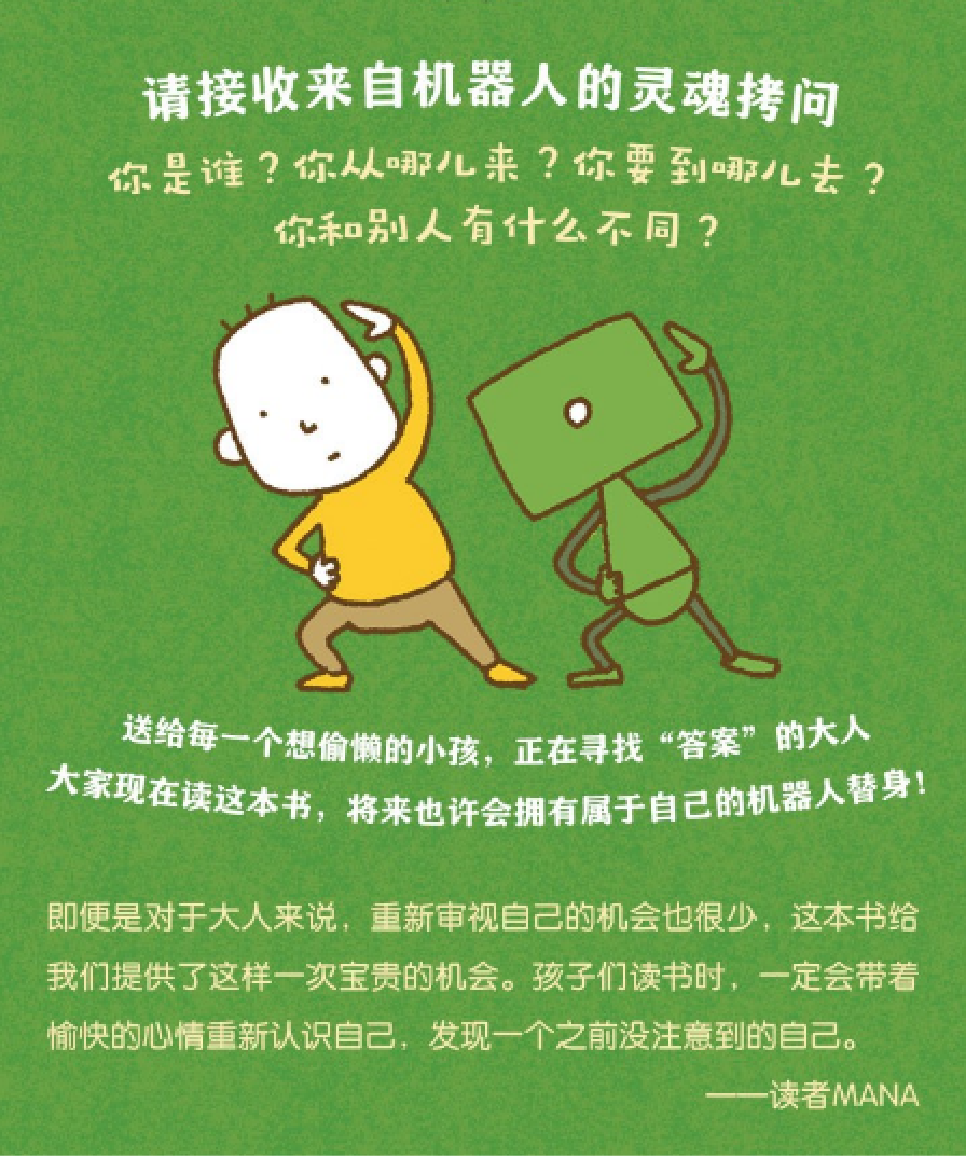 请接收来自机器人的灵魂拷问
你是谁？你从哪儿来？你要到哪儿去？
你和别人有什么不同？
送给每一个想偷懒的小孩，正在寻找“答案”的大人
大家现在读这本书，将来也许会拥有属于自己的机器人替身！
即便是对于大人来说，重新审视自己的机会也很少，这本书给
我们提供了这样一次宝贵的机会。孩子们读书时，一定会带着
愉快的心情重新认识自己，发现一个之前没注意到的自己。
——读者MANA